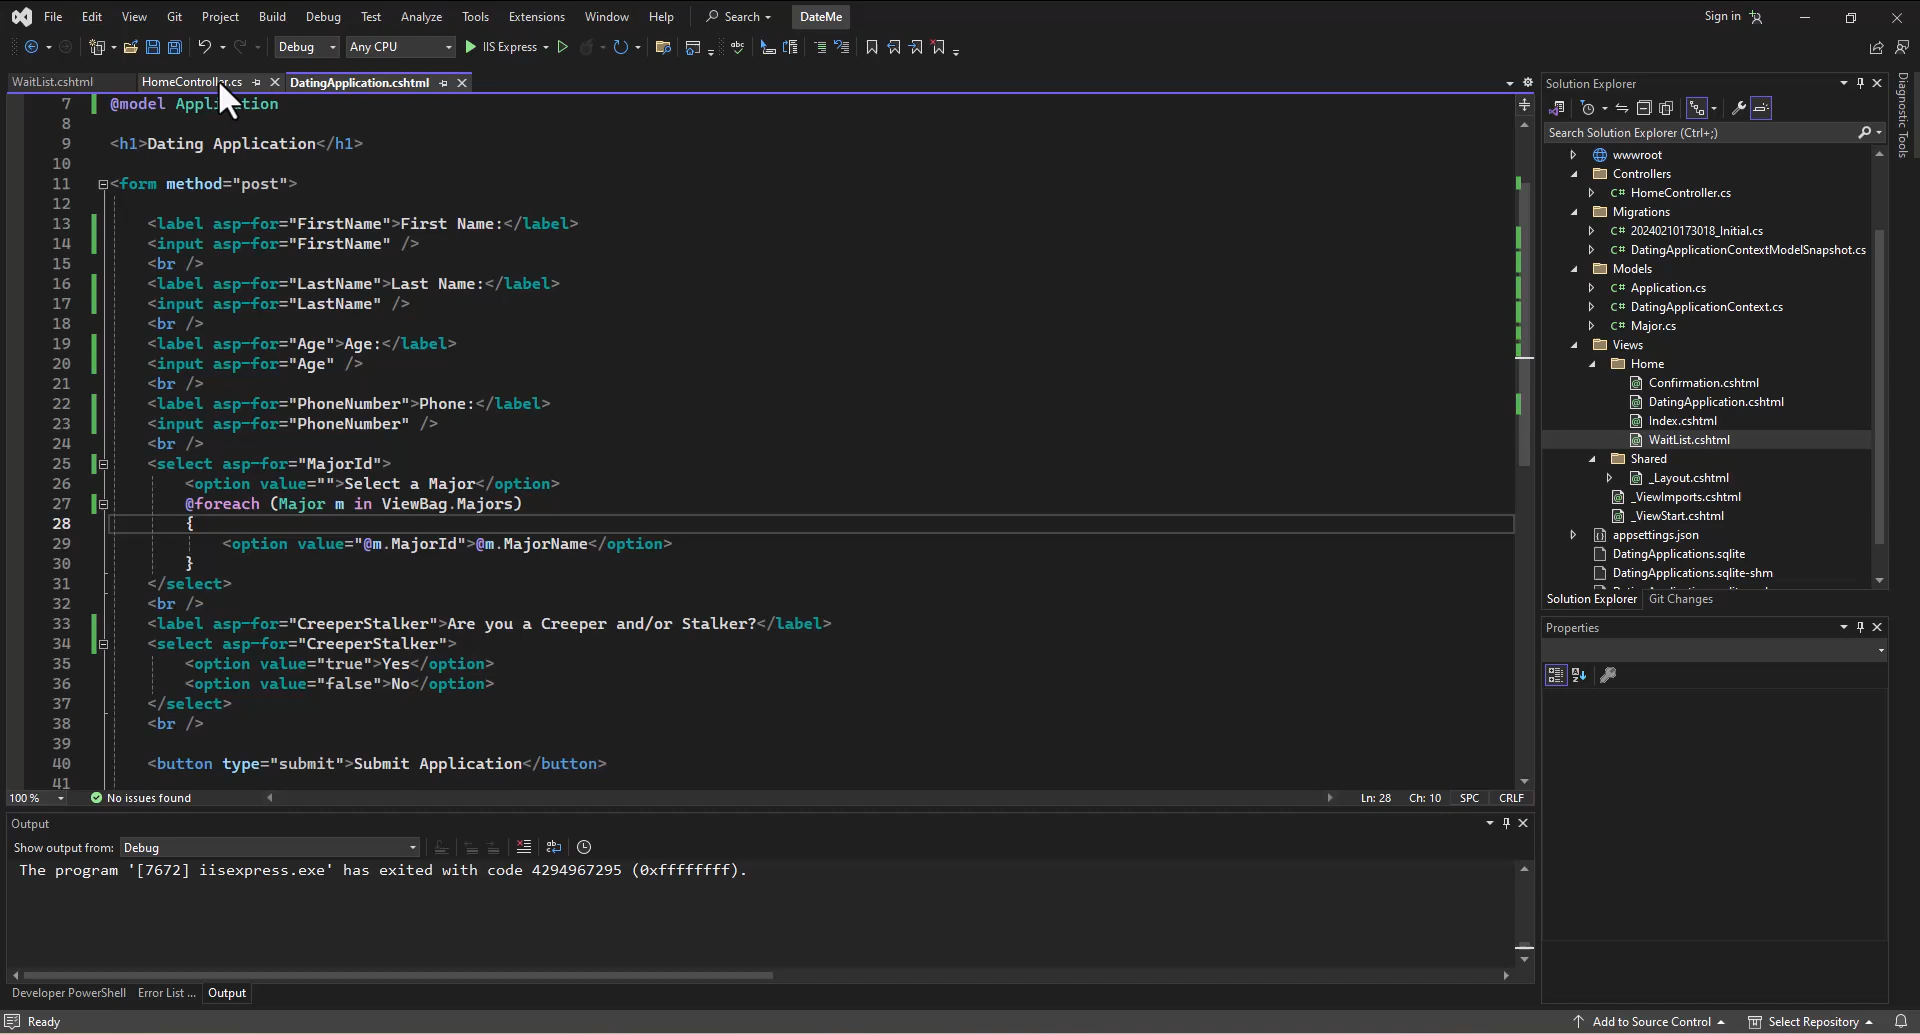 File Edit View Git Project Build Debug Test Analyze Tools Extensions Window Help Search DateMe Sign in
Debug Any CPU IIS Express
WaitList.cshtml HomeController.cs DatingApplication.cshtml
7 @model Application
8
9 <h1>Dating Application</h1>
10
11 <form method="post">
12
13 <label asp-for="FirstName">First Name:</label>
14 <input asp-for="FirstName" />
15 <br />
16 <label asp-for="LastName">Last Name:</label>
17 <input asp-for="LastName" />
18 <br />
19 <label asp-for="Age">Age:</label>
20 <input asp-for="Age" />
21 <br />
22 <label asp-for="PhoneNumber">Phone:</label>
23 <input asp-for="PhoneNumber" />
24 <br />
25 <select asp-for="MajorId">
26 <option value="">Select a Major</option>
27 @foreach (Major m in ViewBag.Majors)
28 {
29 <option value="@m.MajorId">@m.MajorName</option>
30 }
31 </select>
32 <br />
33 <label asp-for="CreeperStalker">Are you a Creeper and/or Stalker?</label>
34 <select asp-for="CreeperStalker">
35 <option value="true">Yes</option>
36 <option value="false">No</option>
37 </select>
38 <br />
39
40 <button type="submit">Submit Application</button>
41
100 % No issues found Ln: 28 Ch: 10 SPC CRLF
Output
Show output from: Debug
The program '[7672] iisexpress.exe' has exited with code 4294967295 (0xffffffff).
Developer PowerShell Error List ... Output
Ready
Solution Explorer
Search Solution Explorer (Ctrl+;)
wwwroot
Controllers
C# HomeController.cs
Migrations
C# 20240210173018_Initial.cs
C# DatingApplicationContextModelSnapshot.cs
Models
C# Application.cs
C# DatingApplicationContext.cs
C# Major.cs
Views
Home
Confirmation.cshtml
DatingApplication.cshtml
Index.cshtml
WaitList.cshtml
Shared
_Layout.cshtml
_ViewImports.cshtml
_ViewStart.cshtml
appsettings.json
DatingApplications.sqlite
DatingApplications.sqlite-shm
Solution Explorer Git Changes
Properties
Diagnostic Tools
Add to Source Control Select Repository